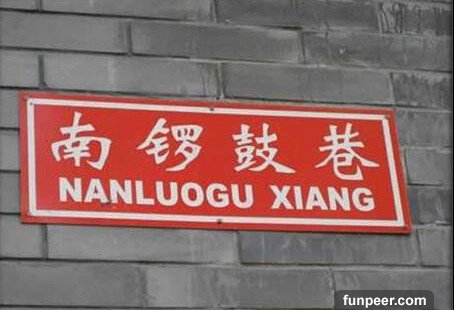 南锣鼓巷
NANLUOGU XIANG
funpeer.com